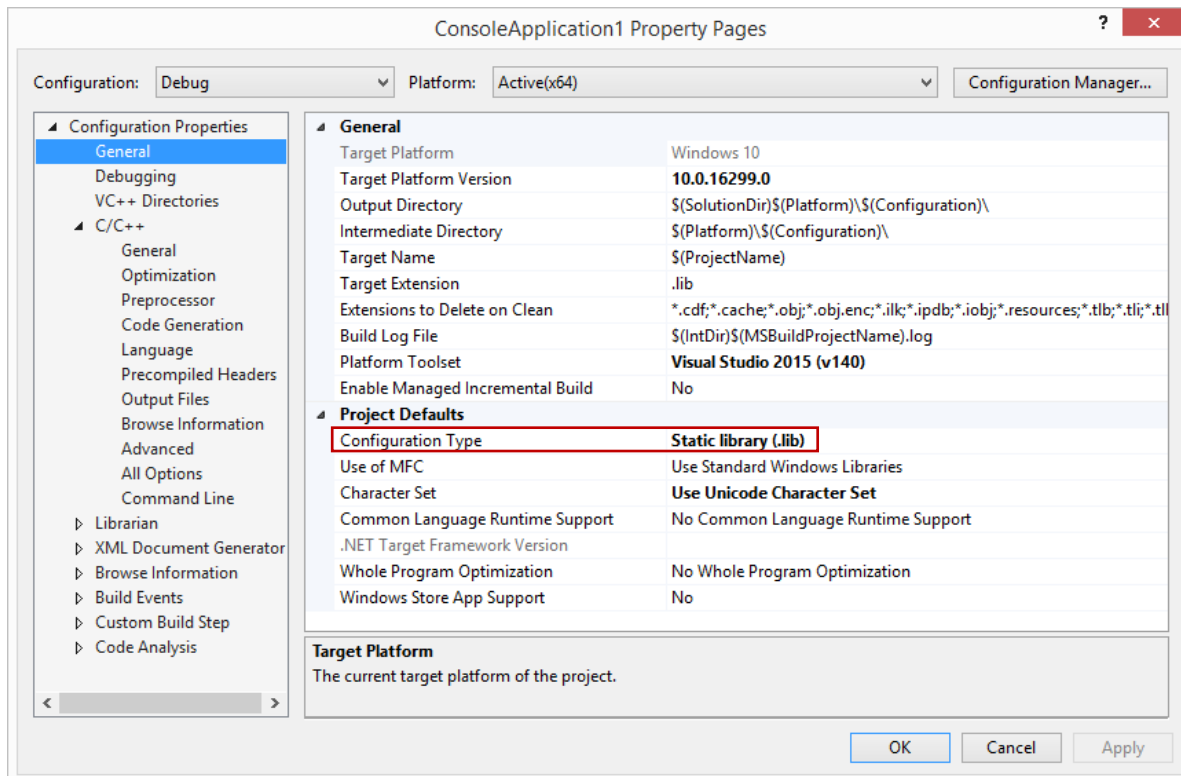 ConsoleApplication1 Property Pages
? ×
Configuration: Debug Platform: Active(x64) Configuration Manager...
Configuration Properties
General
Debugging
VC++ Directories
C/C++
General
Optimization
Preprocessor
Code Generation
Language
Precompiled Headers
Output Files
Browse Information
Advanced
All Options
Command Line
Librarian
XML Document Generator
Browse Information
Build Events
Custom Build Step
Code Analysis
General
Target Platform Windows 10
Target Platform Version 10.0.16299.0
Output Directory $(SolutionDir)$(Platform)\$(Configuration)\
Intermediate Directory $(Platform)\$(Configuration)\
Target Name $(ProjectName)
Target Extension .lib
Extensions to Delete on Clean *.cdf;*.cache;*.obj;*.obj.enc;*.ilk;*.ipdb;*.iobj;*.resources;*.tlb;*.tli;*.tll
Build Log File $(IntDir)$(MSBuildProjectName).log
Platform Toolset Visual Studio 2015 (v140)
Enable Managed Incremental Build No
Project Defaults
Configuration Type Static library (.lib)
Use of MFC Use Standard Windows Libraries
Character Set Use Unicode Character Set
Common Language Runtime Support No Common Language Runtime Support
.NET Target Framework Version
Whole Program Optimization No Whole Program Optimization
Windows Store App Support No
Target Platform
The current target platform of the project.
OK Cancel Apply